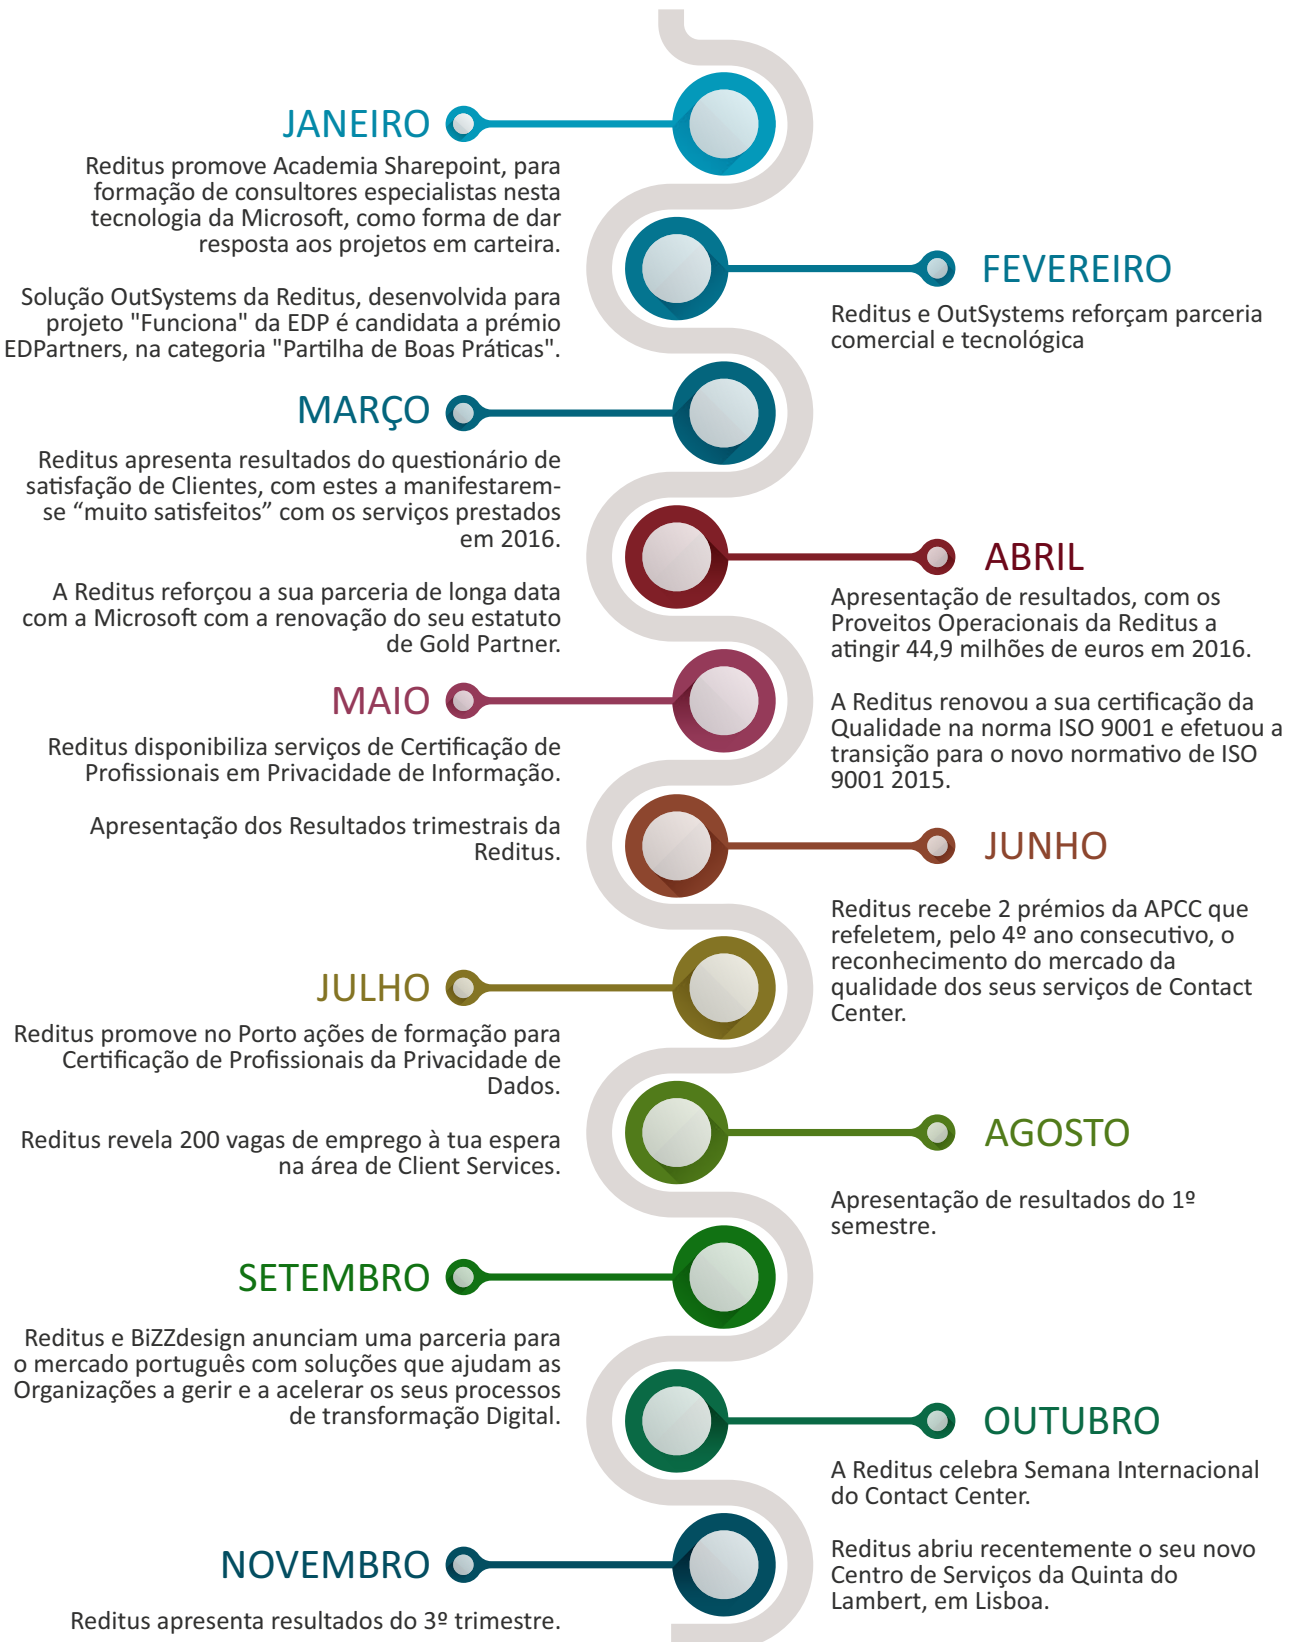 JANEIRO
Reditus promove Academia Sharepoint, para
formação de consultores especialistas nesta
tecnologia da Microsoft, como forma de dar
resposta aos projetos em carteira.
Solução OutSystems da Reditus, desenvolvida para
projeto "Funciona" da EDP é candidata a prémio
EDPartners, na categoria "Partilha de Boas Práticas".
FEVEREIRO
Reditus e OutSystems reforçam parceria
comercial e tecnológica
MARÇO
Reditus apresenta resultados do questionário de
satisfação de Clientes, com estes a manifestarem-
se “muito satisfeitos” com os serviços prestados
em 2016.
A Reditus reforçou a sua parceria de longa data
com a Microsoft com a renovação do seu estatuto
de Gold Partner.
ABRIL
Apresentação de resultados, com os
Proveitos Operacionais da Reditus a
atingir 44,9 milhões de euros em 2016.
A Reditus renovou a sua certificação da
Qualidade na norma ISO 9001 e efetuou a
transição para o novo normativo de ISO
9001 2015.
MAIO
Reditus disponibiliza serviços de Certificação de
Profissionais em Privacidade de Informação.
Apresentação dos Resultados trimestrais da
Reditus.
JUNHO
Reditus recebe 2 prémios da APCC que
refeletem, pelo 4º ano consecutivo, o
reconhecimento do mercado da
qualidade dos seus serviços de Contact
Center.
JULHO
Reditus promove no Porto ações de formação para
Certificação de Profissionais da Privacidade de
Dados.
Reditus revela 200 vagas de emprego à tua espera
na área de Client Services.
AGOSTO
Apresentação de resultados do 1º
semestre.
SETEMBRO
Reditus e BiZZdesign anunciam uma parceria para
o mercado português com soluções que ajudam as
Organizações a gerir e a acelerar os seus processos
de transformação Digital.
OUTUBRO
A Reditus celebra Semana Internacional
do Contact Center.
Reditus abriu recentemente o seu novo
Centro de Serviços da Quinta do
Lambert, em Lisboa.
NOVEMBRO
Reditus apresenta resultados do 3º trimestre.